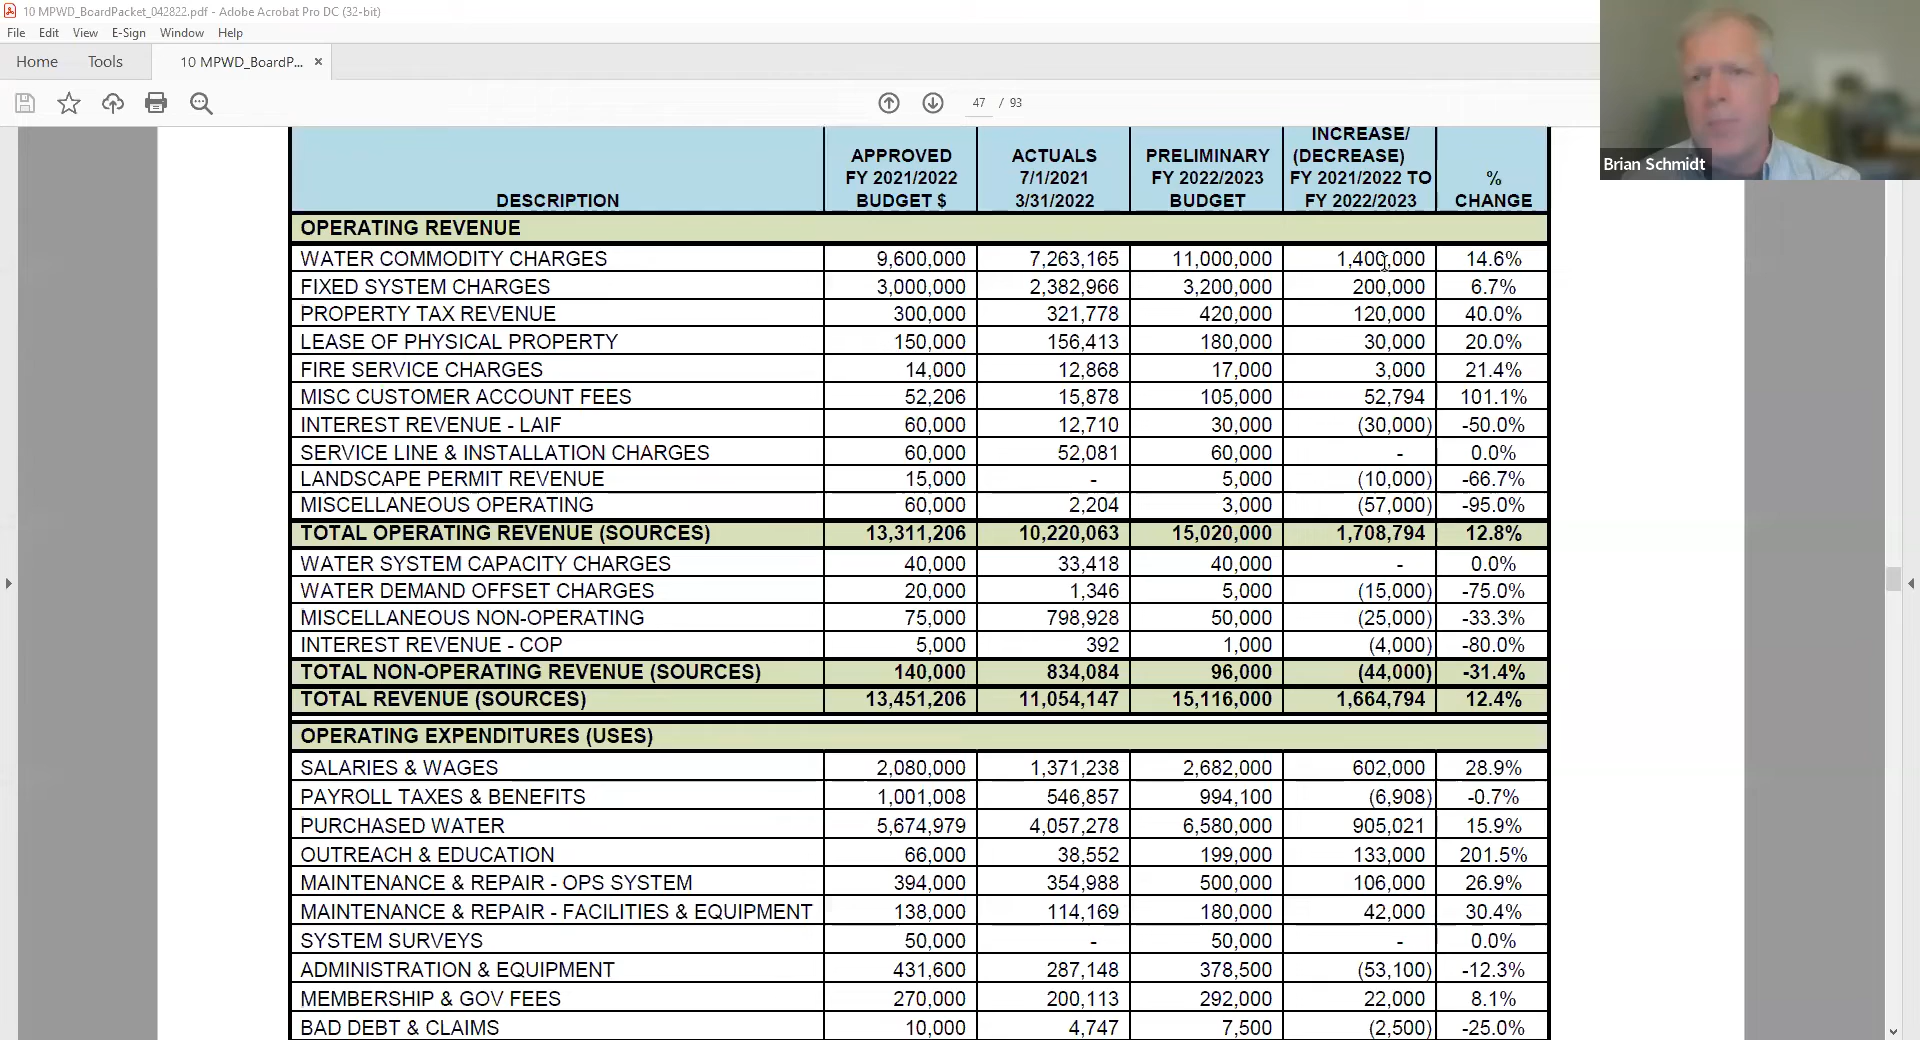 10 MPWD_BoardPacket_042822.pdf - Adobe Acrobat Pro DC (32-bit)
File Edit View E-Sign Window Help
Home Tools 10 MPWD_BoardP... ×
47 / 93
Brian Schmidt
DESCRIPTION
APPROVED
FY 2021/2022
BUDGET $
ACTUALS
7/1/2021
3/31/2022
PRELIMINARY
FY 2022/2023
BUDGET
INCREASE/
(DECREASE)
FY 2021/2022 TO
FY 2022/2023
%
CHANGE
OPERATING REVENUE
WATER COMMODITY CHARGES 9,600,000 7,263,165 11,000,000 1,400,000 14.6%
FIXED SYSTEM CHARGES 3,000,000 2,382,966 3,200,000 200,000 6.7%
PROPERTY TAX REVENUE 300,000 321,778 420,000 120,000 40.0%
LEASE OF PHYSICAL PROPERTY 150,000 156,413 180,000 30,000 20.0%
FIRE SERVICE CHARGES 14,000 12,868 17,000 3,000 21.4%
MISC CUSTOMER ACCOUNT FEES 52,206 15,878 105,000 52,794 101.1%
INTEREST REVENUE - LAIF 60,000 12,710 30,000 (30,000) -50.0%
SERVICE LINE & INSTALLATION CHARGES 60,000 52,081 60,000 - 0.0%
LANDSCAPE PERMIT REVENUE 15,000 - 5,000 (10,000) -66.7%
MISCELLANEOUS OPERATING 60,000 2,204 3,000 (57,000) -95.0%
TOTAL OPERATING REVENUE (SOURCES) 13,311,206 10,220,063 15,020,000 1,708,794 12.8%
WATER SYSTEM CAPACITY CHARGES 40,000 33,418 40,000 - 0.0%
WATER DEMAND OFFSET CHARGES 20,000 1,346 5,000 (15,000) -75.0%
MISCELLANEOUS NON-OPERATING 75,000 798,928 50,000 (25,000) -33.3%
INTEREST REVENUE - COP 5,000 392 1,000 (4,000) -80.0%
TOTAL NON-OPERATING REVENUE (SOURCES) 140,000 834,084 96,000 (44,000) -31.4%
TOTAL REVENUE (SOURCES) 13,451,206 11,054,147 15,116,000 1,664,794 12.4%
OPERATING EXPENDITURES (USES)
SALARIES & WAGES 2,080,000 1,371,238 2,682,000 602,000 28.9%
PAYROLL TAXES & BENEFITS 1,001,008 546,857 994,100 (6,908) -0.7%
PURCHASED WATER 5,674,979 4,057,278 6,580,000 905,021 15.9%
OUTREACH & EDUCATION 66,000 38,552 199,000 133,000 201.5%
MAINTENANCE & REPAIR - OPS SYSTEM 394,000 354,988 500,000 106,000 26.9%
MAINTENANCE & REPAIR - FACILITIES & EQUIPMENT 138,000 114,169 180,000 42,000 30.4%
SYSTEM SURVEYS 50,000 - 50,000 - 0.0%
ADMINISTRATION & EQUIPMENT 431,600 287,148 378,500 (53,100) -12.3%
MEMBERSHIP & GOV FEES 270,000 200,113 292,000 22,000 8.1%
BAD DEBT & CLAIMS 10,000 4,747 7,500 (2,500) -25.0%